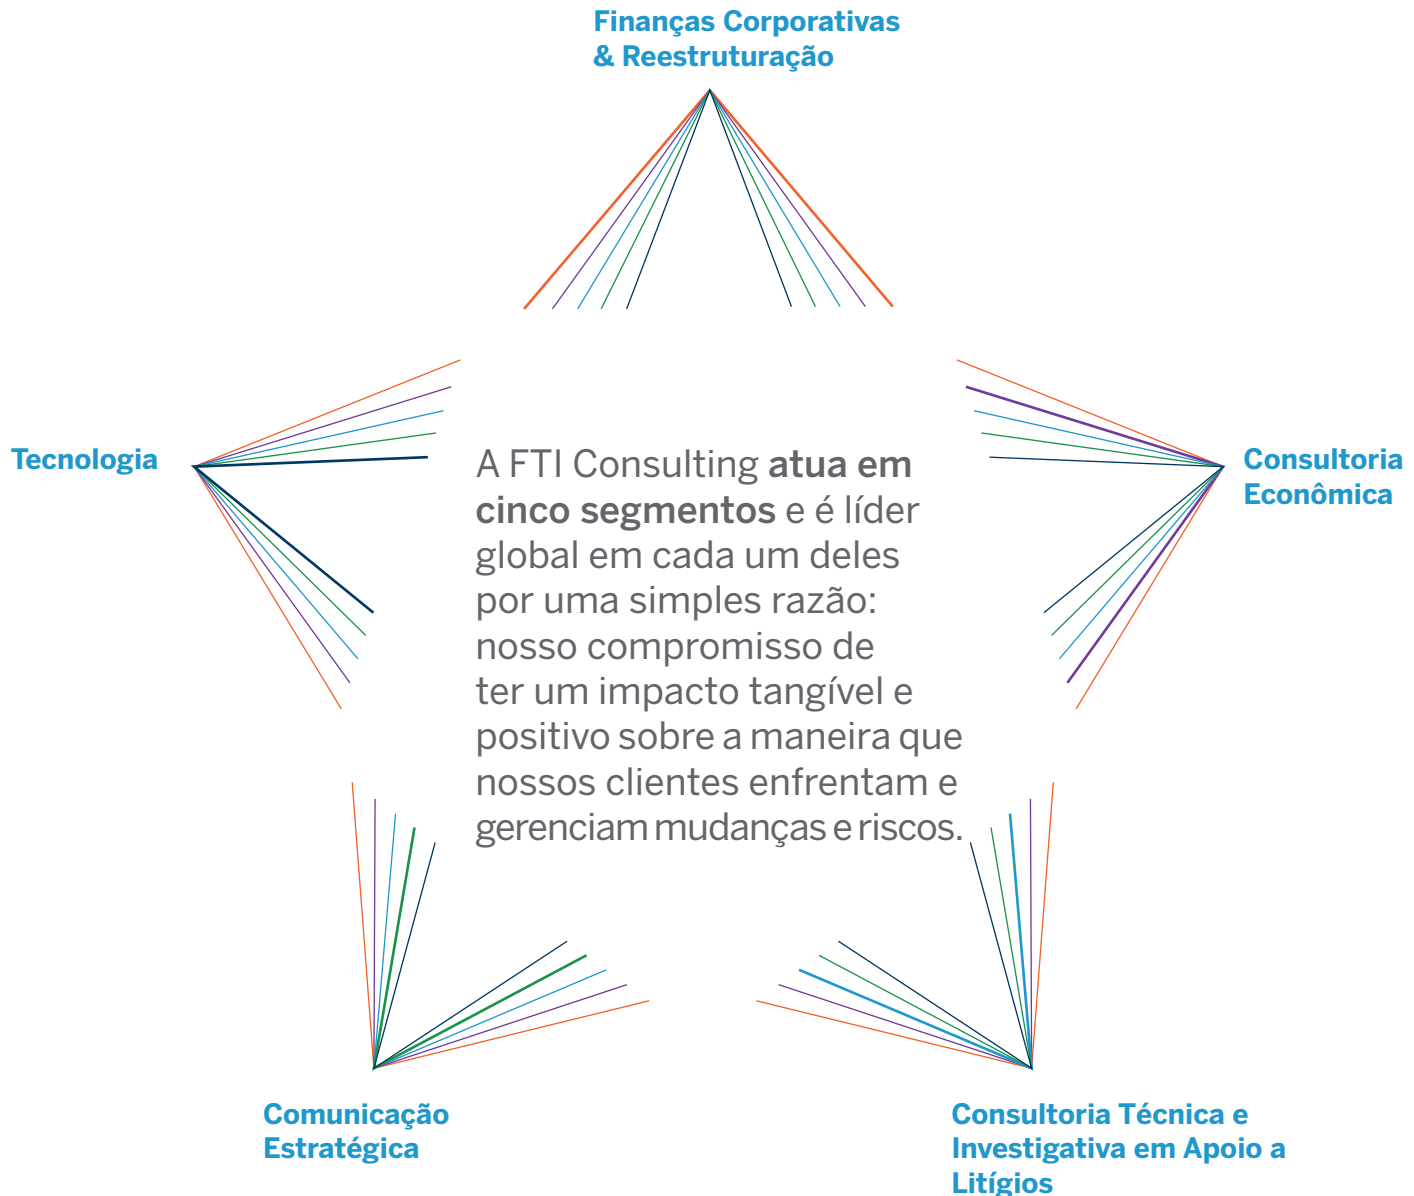 Finanças Corporativas
& Reestruturação
Tecnologia
A FTI Consulting atua em
cinco segmentos e é líder
global em cada um deles
por uma simples razão:
nosso compromisso de
ter um impacto tangível e
positivo sobre a maneira que
nossos clientes enfrentam e
gerenciam mudanças e riscos.
Consultoria
Econômica
Comunicação
Estratégica
Consultoria Técnica e
Investigativa em Apoio a
Litígios